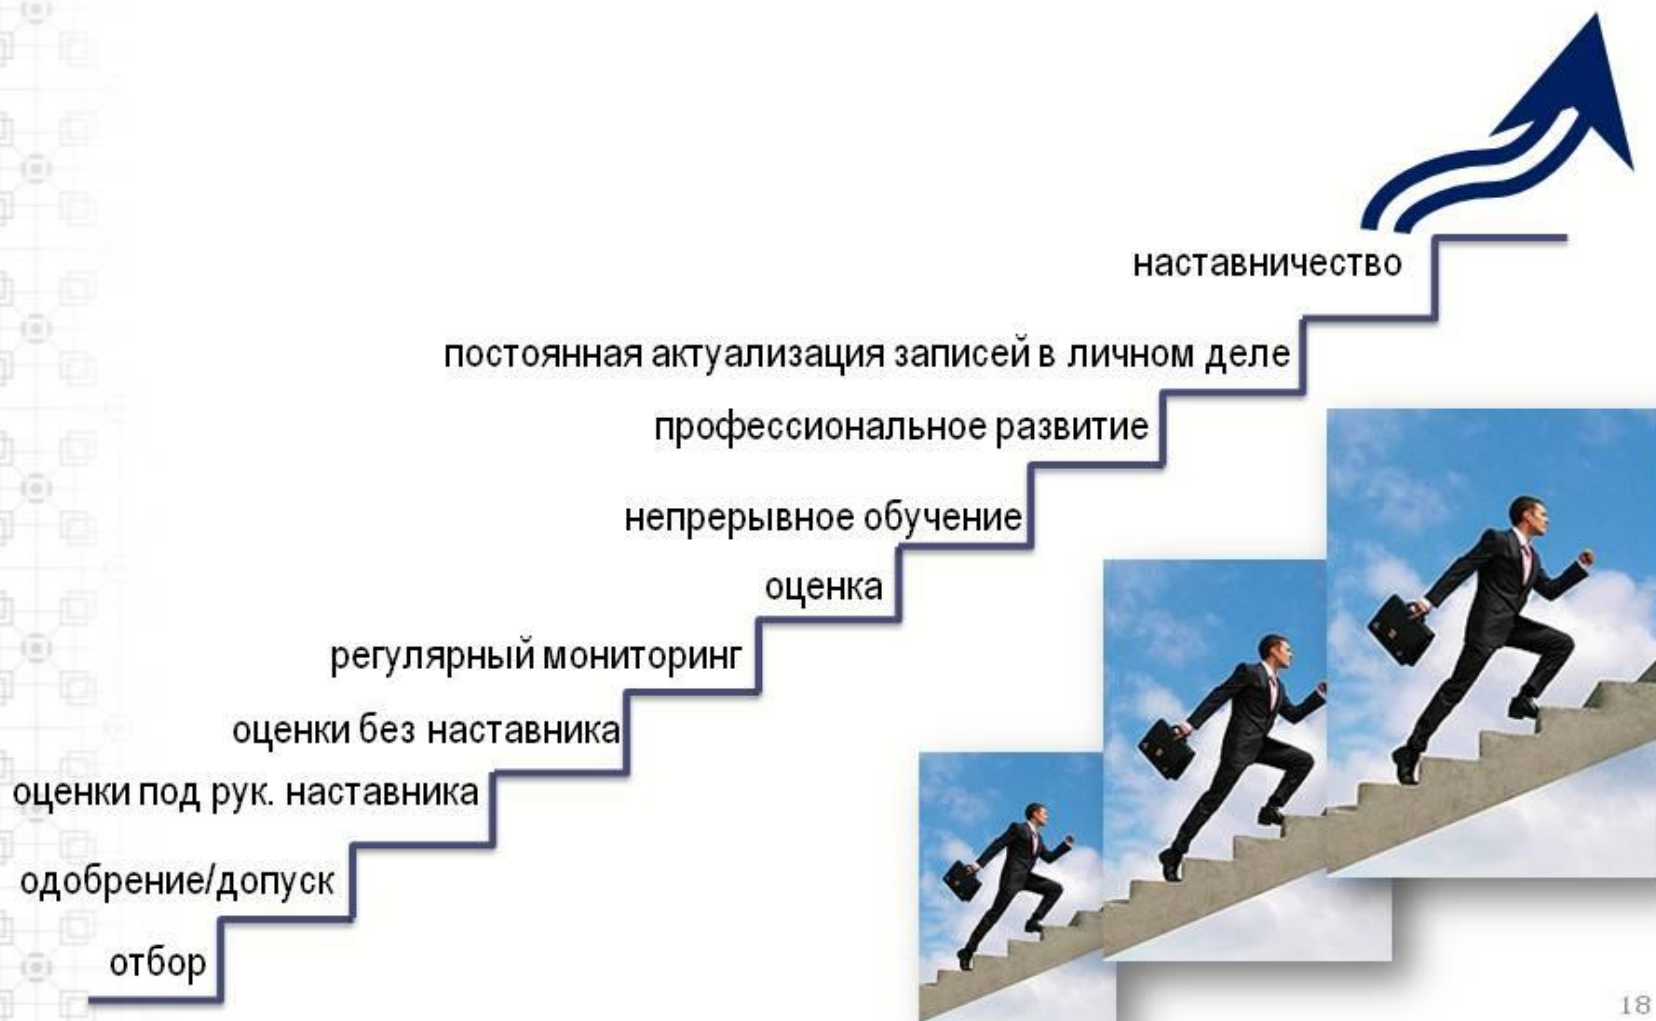 наставничество
постоянная актуализация записей в личном деле
профессиональное развитие
непрерывное обучение
оценка
регулярный мониторинг
оценки без наставника
оценки под рук. наставника
одобрение/допуск
отбор
18